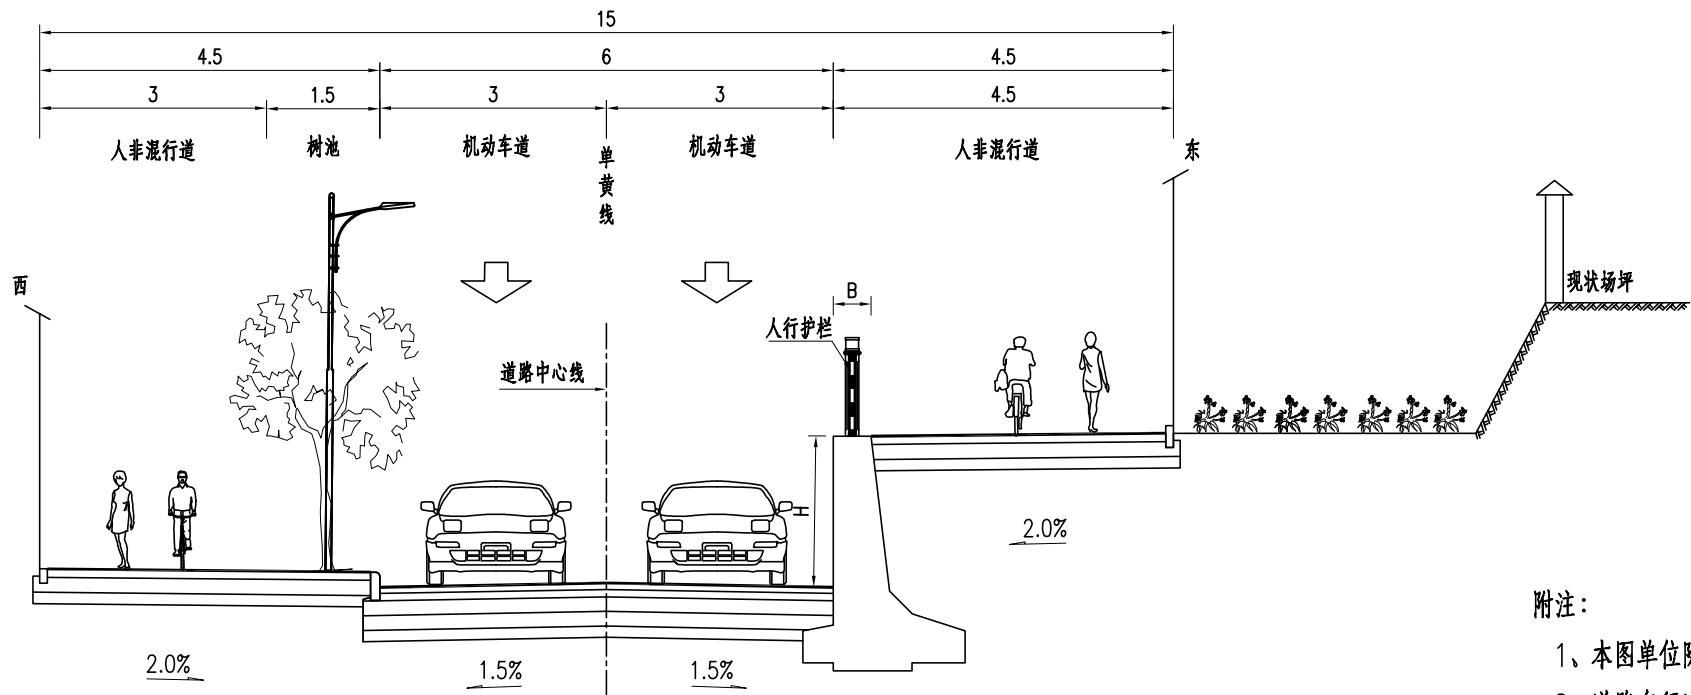 15
4.5 6 4.5
3 1.5 3 3 4.5
人非混行道 树池 机动车道 单黄线 机动车道 人非混行道 东
西
现状场坪
B
人行护栏
道路中心线
H
2.0%
附注：
2.0% 1.5% 1.5%
1、本图单位